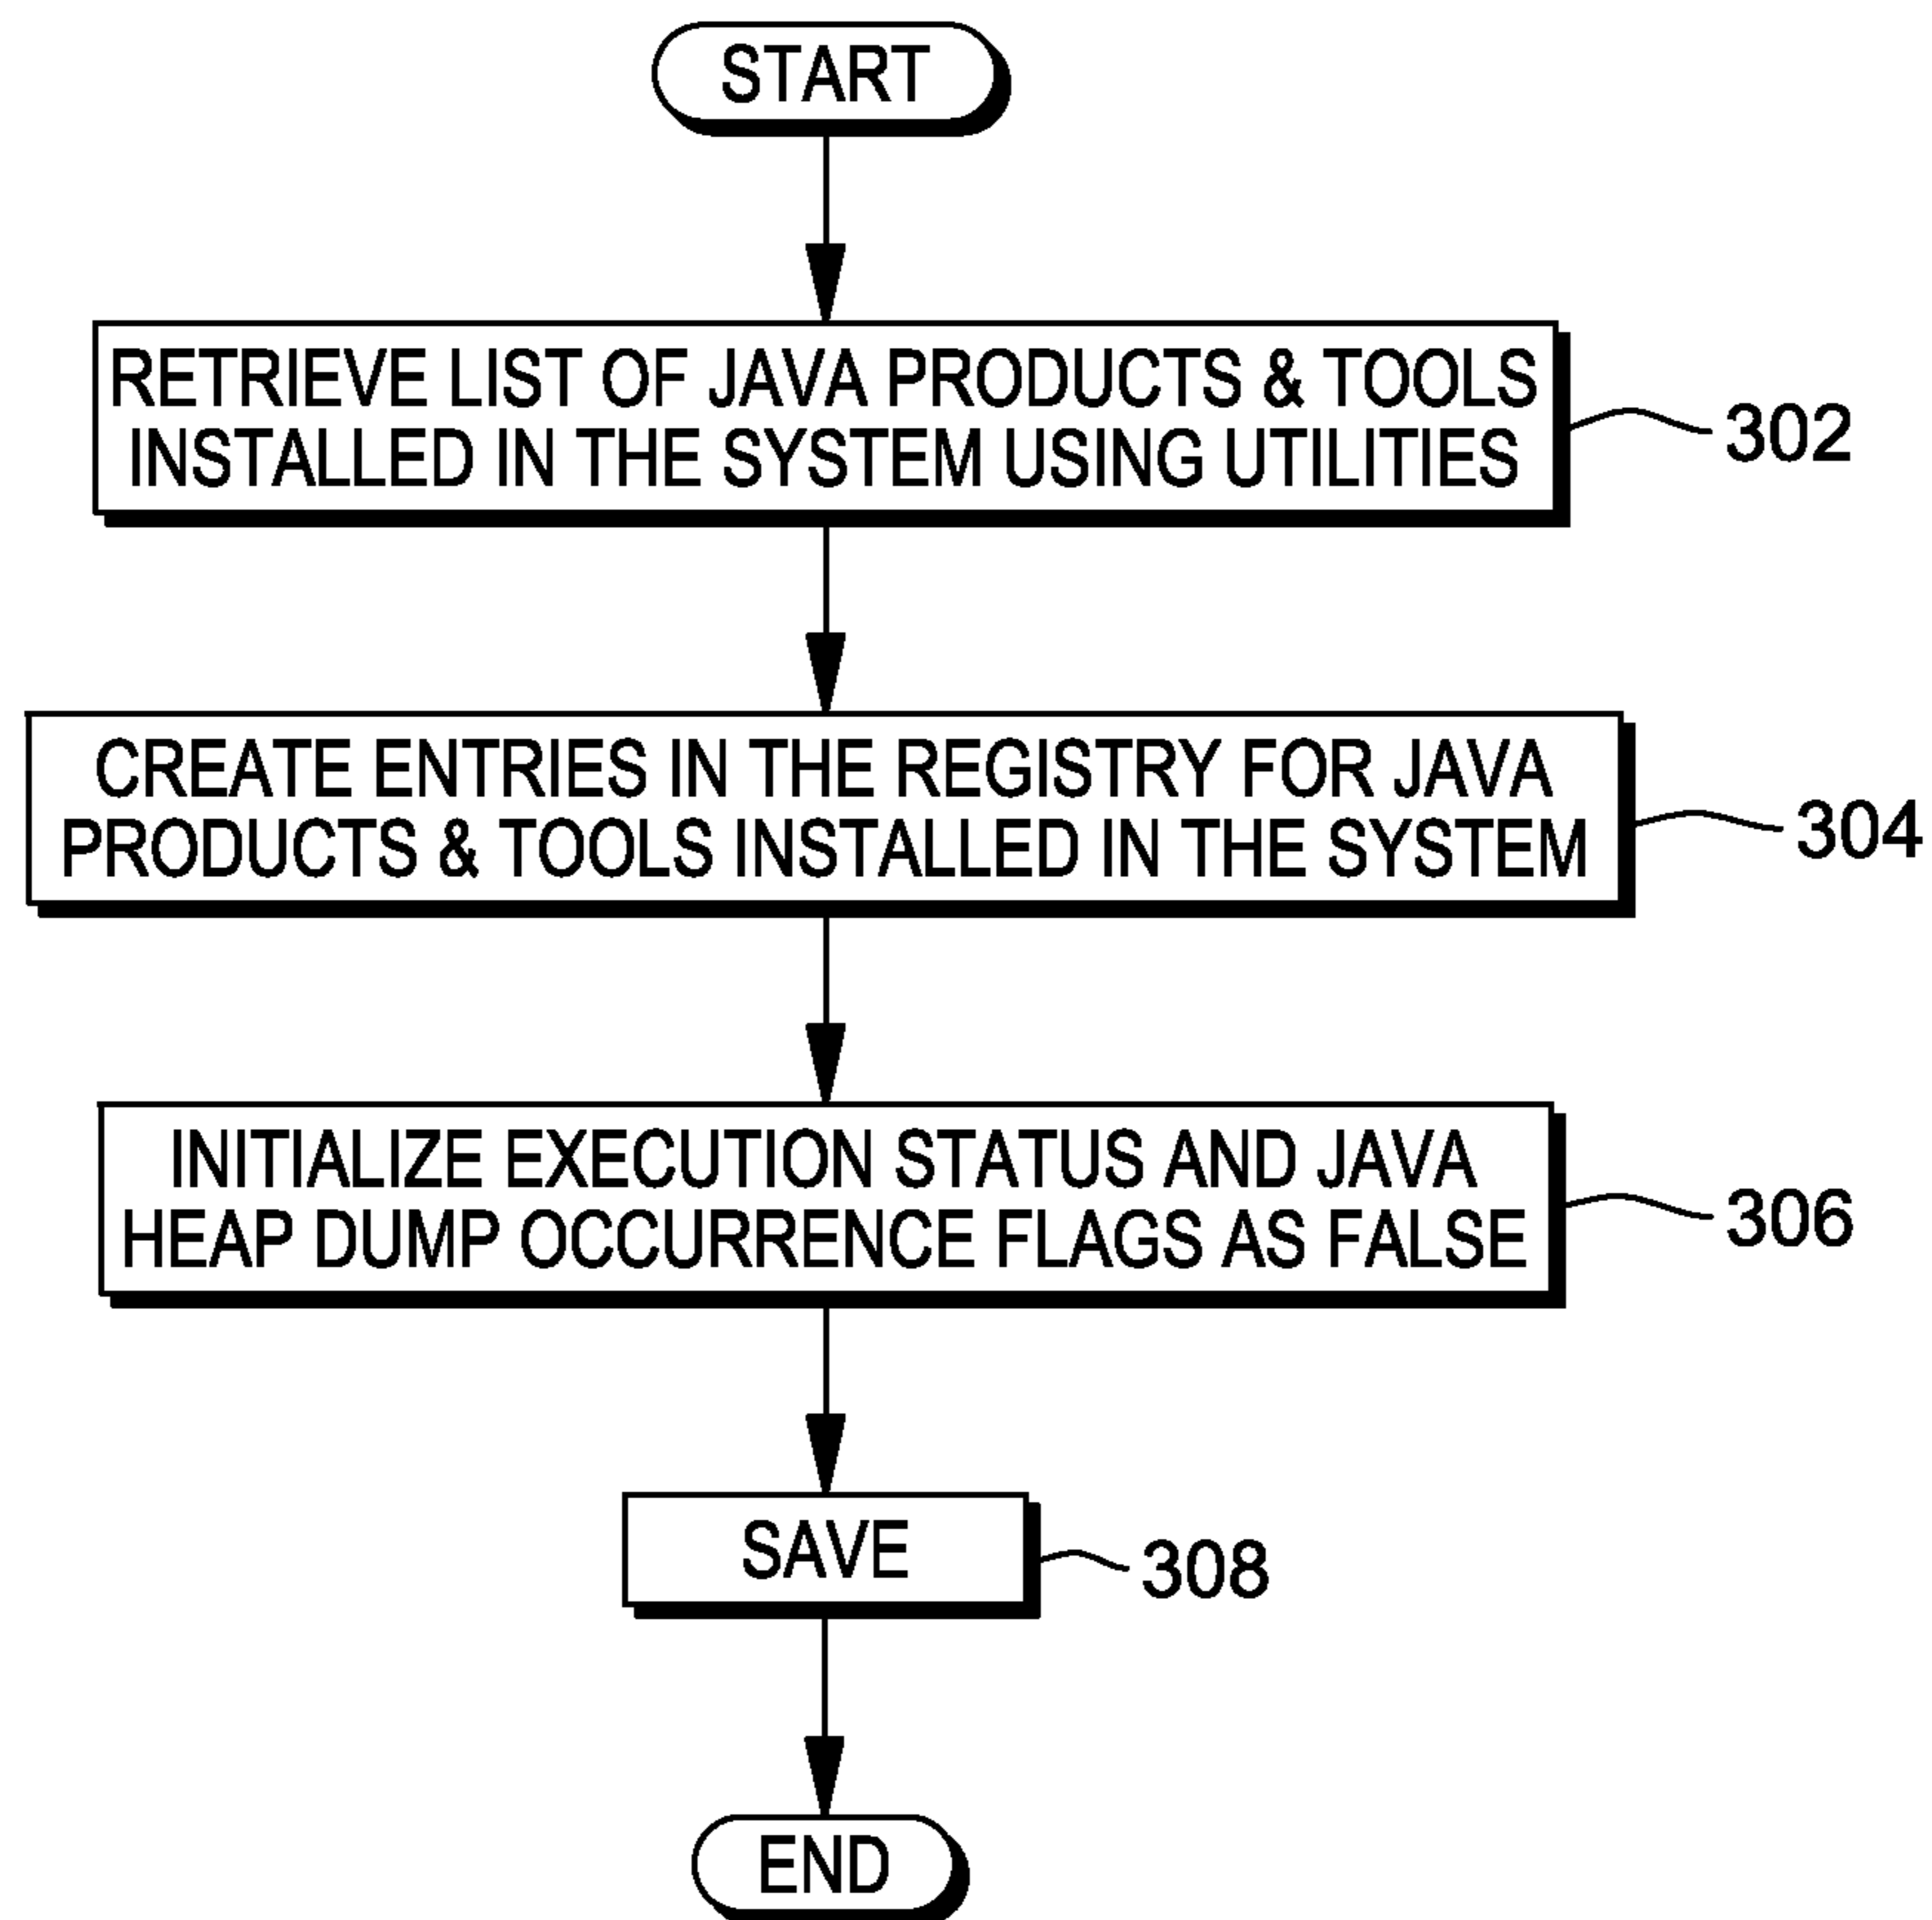 START
RETRIEVE LIST OF JAVA PRODUCTS & TOOLS
INSTALLED IN THE SYSTEM USING UTILITIES
302
CREATE ENTRIES IN THE REGISTRY FOR JAVA
PRODUCTS & TOOLS INSTALLED IN THE SYSTEM
304
INITIALIZE EXECUTION STATUS AND JAVA
HEAP DUMP OCCURRENCE FLAGS AS FALSE
306
SAVE
308
END